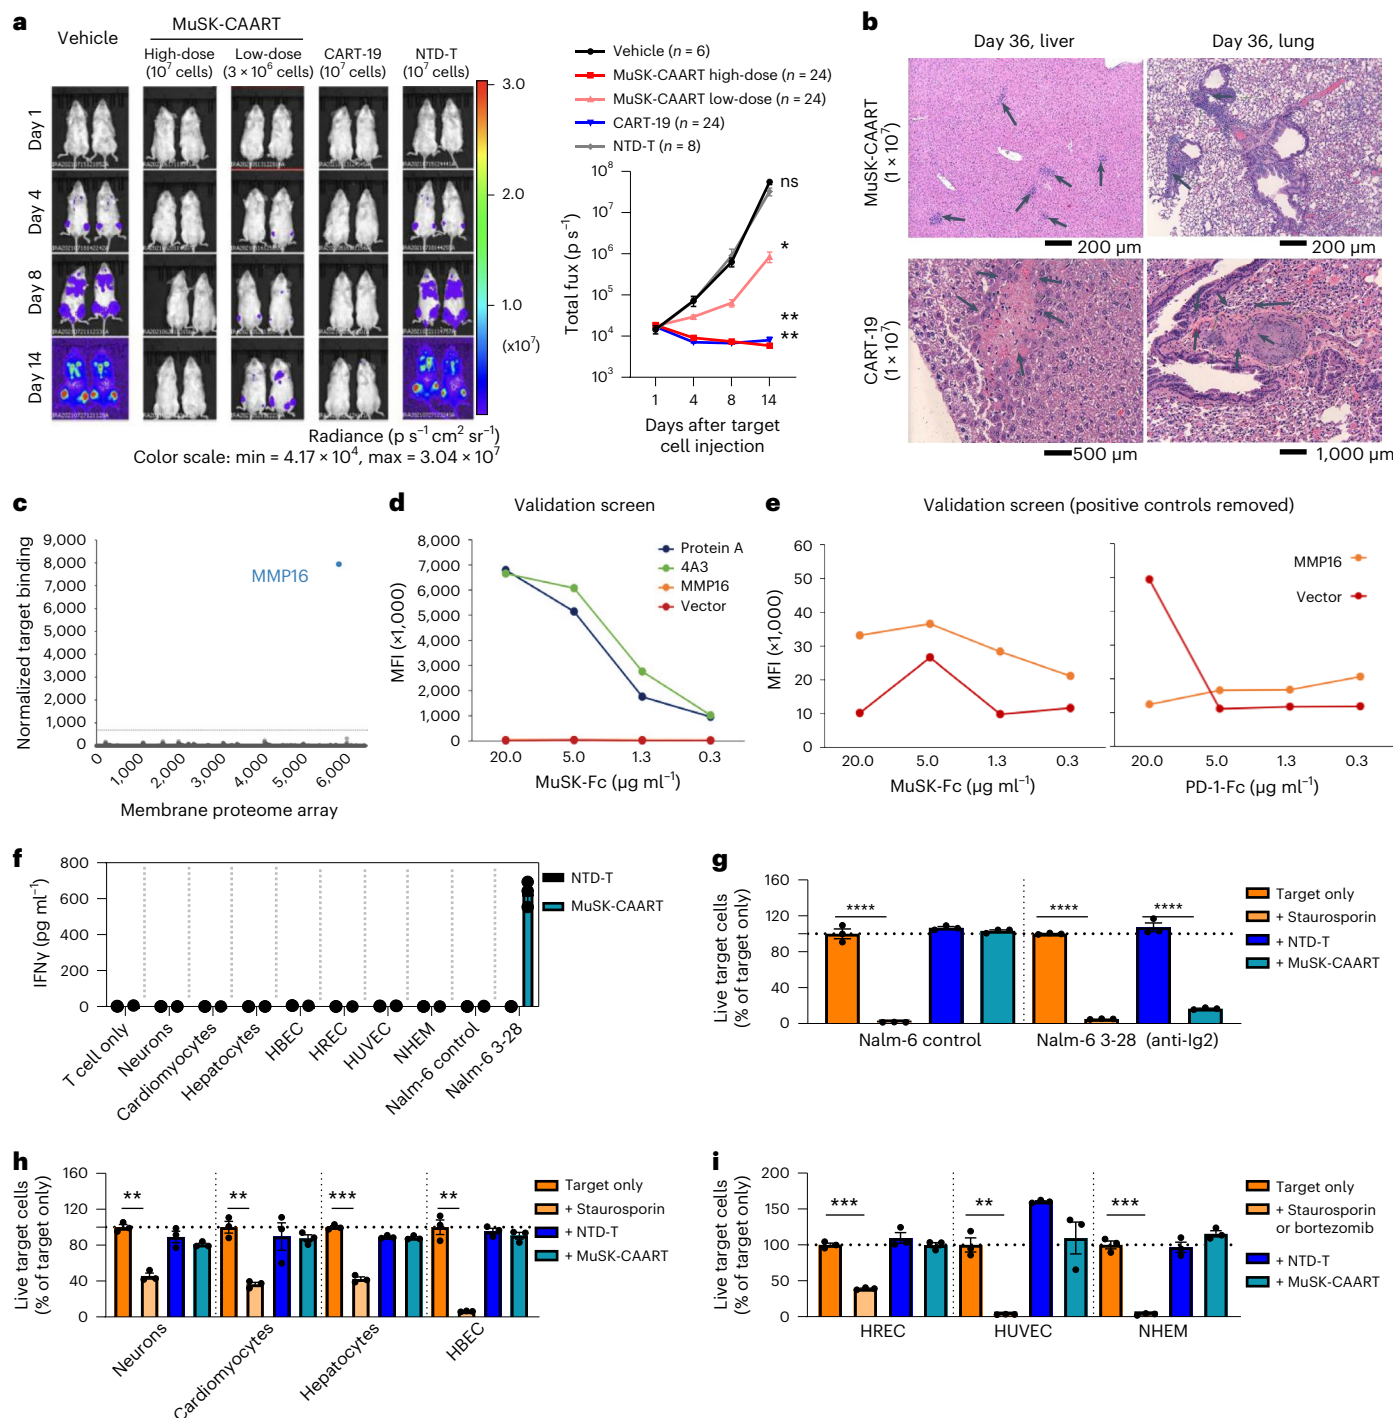 a
Vehicle
MuSK-CAART
High-dose
(10⁷ cells)
Low-dose
(3 × 10⁶ cells)
CART-19
(10⁷ cells)
NTD-T
(10⁷ cells)
Day 1
Day 4
Day 8
Day 14
3.0
2.0
1.0
(x10⁷)
Radiance (p s⁻¹ cm² sr⁻¹)
Color scale: min = 4.17 × 10⁴, max = 3.04 × 10⁷
Vehicle (n = 6)
MuSK-CAART high-dose (n = 24)
MuSK-CAART low-dose (n = 24)
CART-19 (n = 24)
NTD-T (n = 8)
Total fux (p s⁻¹)
10⁸
10⁷
10⁶
10⁵
10⁴
10³
ns
*
**
**
1 4 8 14
Days after target
cell injection
b
Day 36, liver
Day 36, lung
MuSK-CAART
(1 × 10⁷)
200 µm
200 µm
CART-19
(1 × 10⁷)
500 µm
1,000 µm
c
Normalized target binding
9,000
8,000
7,000
6,000
5,000
4,000
3,000
2,000
1,000
0
MMP16
0 1,000 2,000 3,000 4,000 5,000 6,000
Membrane proteome array
d
Validation screen
MFI (×1,000)
8,000
7,000
6,000
5,000
4,000
3,000
2,000
1,000
0
Protein A
4A3
MMP16
Vector
20.0 5.0 1.3 0.3
MuSK-Fc (µg ml⁻¹)
e
Validation screen (positive controls removed)
MFI (×1,000)
60
50
40
30
20
10
0
MMP16
Vector
20.0 5.0 1.3 0.3
MuSK-Fc (µg ml⁻¹)
20.0 5.0 1.3 0.3
PD-1-Fc (µg ml⁻¹)
f
IFNγ (pg ml⁻¹)
800
600
400
200
0
NTD-T
MuSK-CAART
T cell only
Neurons
Cardiomyocytes
Hepatocytes
HBEC
HREC
HUVEC
NHEM
Nalm-6 control
Nalm-6 3-28
g
Live target cells
(% of target only)
160
120
80
40
0
****
****
****
Target only
+ Staurosporin
+ NTD-T
+ MuSK-CAART
Nalm-6 control
Nalm-6 3-28 (anti-Ig2)
h
Live target cells
(% of target only)
160
120
80
40
0
**
**
***
**
Target only
+ Staurosporin
+ NTD-T
+ MuSK-CAART
Neurons
Cardiomyocytes
Hepatocytes
HBEC
i
Live target cells
(% of target only)
200
150
100
50
0
***
**
***
Target only
+ Staurosporin
or bortezomib
+ NTD-T
+ MuSK-CAART
HREC
HUVEC
NHEM